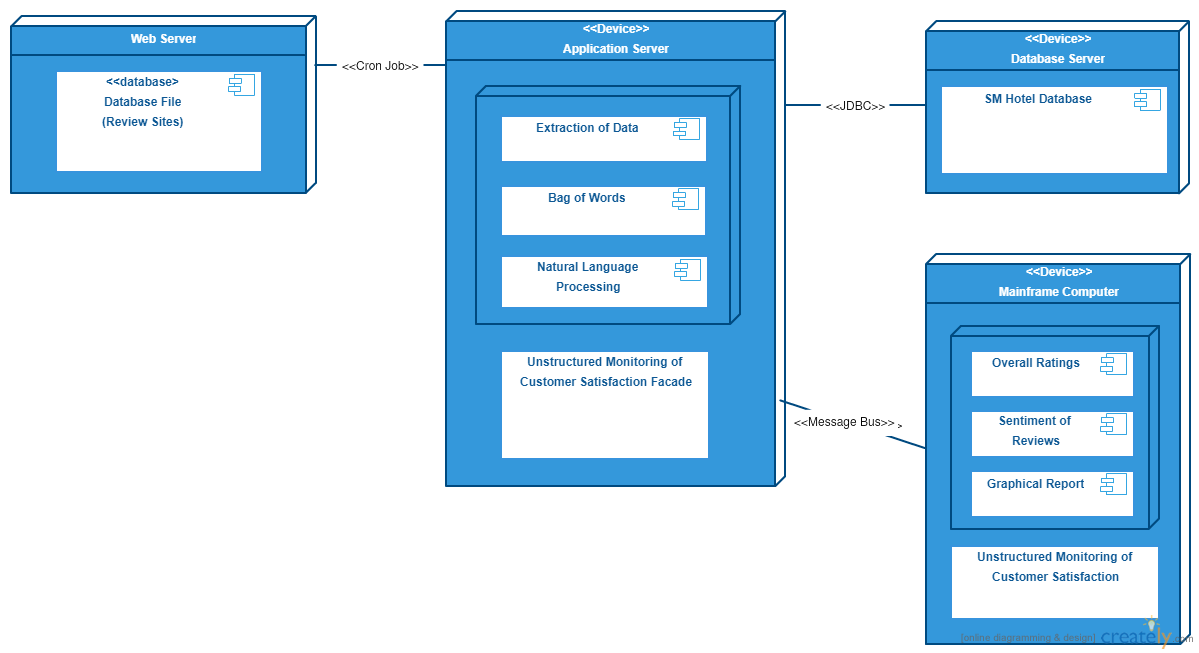 Web Server
<<database>
Database File
(Review Sites)
<<Cron Job>>
<<Device>>
Application Server
Extraction of Data
Bag of Words
Natural Language
Processing
Unstructured Monitoring of
Customer Satisfaction Facade
<<JDBC>>
<<Device>>
Database Server
SM Hotel Database
<<Message Bus>> >
<<Device>>
Mainframe Computer
Overall Ratings
Sentiment of
Reviews
Graphical Report
Unstructured Monitoring of
Customer Satisfaction
[online diagramming & design] creately.com